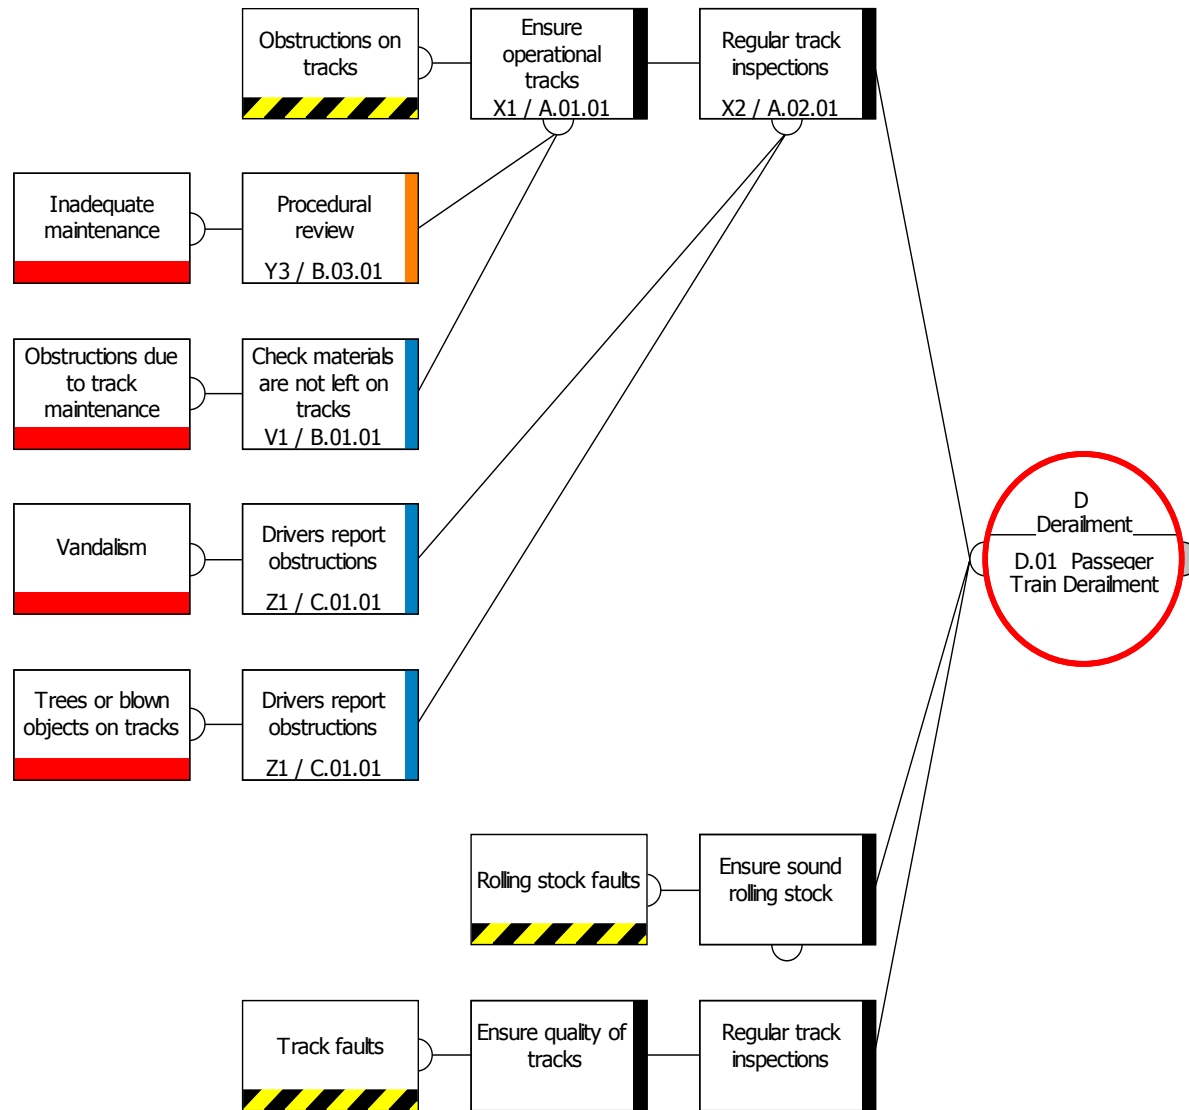 Obstructions on
tracks
Ensure
operational
tracks
X1 / A.01.01
Regular track
inspections
X2 / A.02.01
Inadequate
maintenance
Procedural
review
Y3 / B.03.01
Obstructions due
to track
maintenance
Check materials
are not left on
tracks
V1 / B.01.01
Vandalism
Drivers report
obstructions
Z1 / C.01.01
D
Derailment
D.01 Passeger
Train Derailment
Trees or blown
objects on tracks
Drivers report
obstructions
Z1 / C.01.01
Rolling stock faults
Ensure sound
rolling stock
Track faults
Ensure quality of
tracks
Regular track
inspections